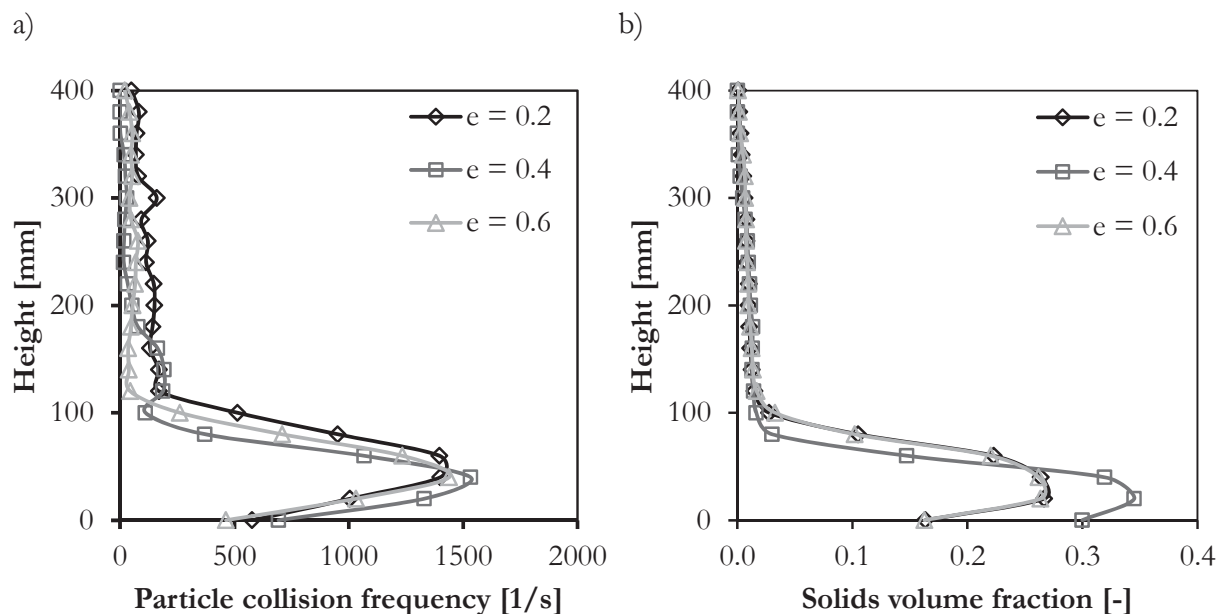 a)
400
300
200
100
0
Height [mm]
e = 0.2
e = 0.4
e = 0.6
0 500 1000 1500 2000
Particle collision frequency [1/s]
b)
400
300
200
100
0
Height [mm]
e = 0.2
e = 0.4
e = 0.6
0.0 0.1 0.2 0.3 0.4
Solids volume fraction [-]